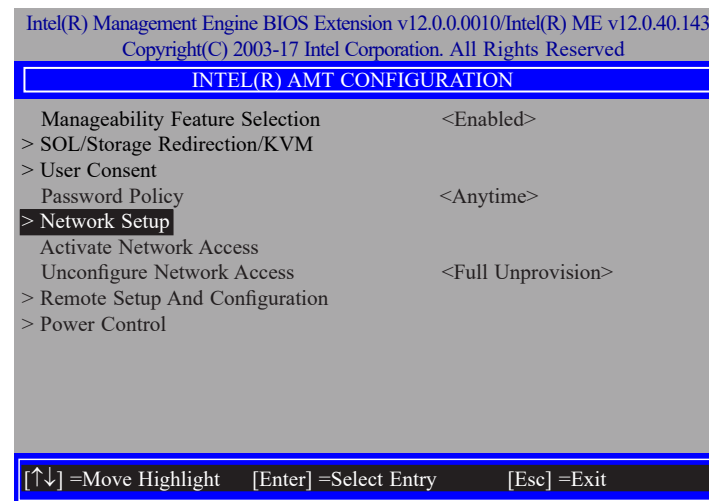 Intel(R) Management Engine BIOS Extension v12.0.0.0010/Intel(R) ME v12.0.40.143
Copyright(C) 2003-17 Intel Corporation. All Rights Reserved
INTEL(R) AMT CONFIGURATION
Manageability Feature Selection <Enabled>
> SOL/Storage Redirection/KVM
> User Consent
Password Policy <Anytime>
> Network Setup
Activate Network Access
Unconfigure Network Access <Full Unprovision>
> Remote Setup And Configuration
> Power Control
[↑↓] =Move Highlight [Enter] =Select Entry [Esc] =Exit